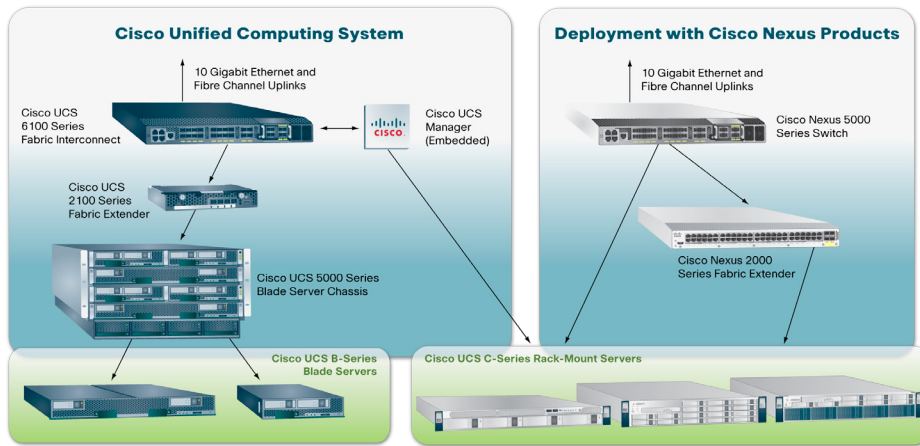 Cisco Unified Computing System
10 Gigabit Ethernet and
Fibre Channel Uplinks
Cisco UCS
6100 Series
Fabric Interconnect
CISCO
Cisco UCS
Manager
(Embedded)
Cisco UCS
2100 Series
Fabric Extender
Cisco UCS 5000 Series
Blade Server Chassis
Cisco UCS B-Series
Blade Servers
Deployment with Cisco Nexus Products
10 Gigabit Ethernet and
Fibre Channel Uplinks
Cisco Nexus 5000
Series Switch
Cisco Nexus 2000
Series Fabric Extender
Cisco UCS C-Series Rack-Mount Servers